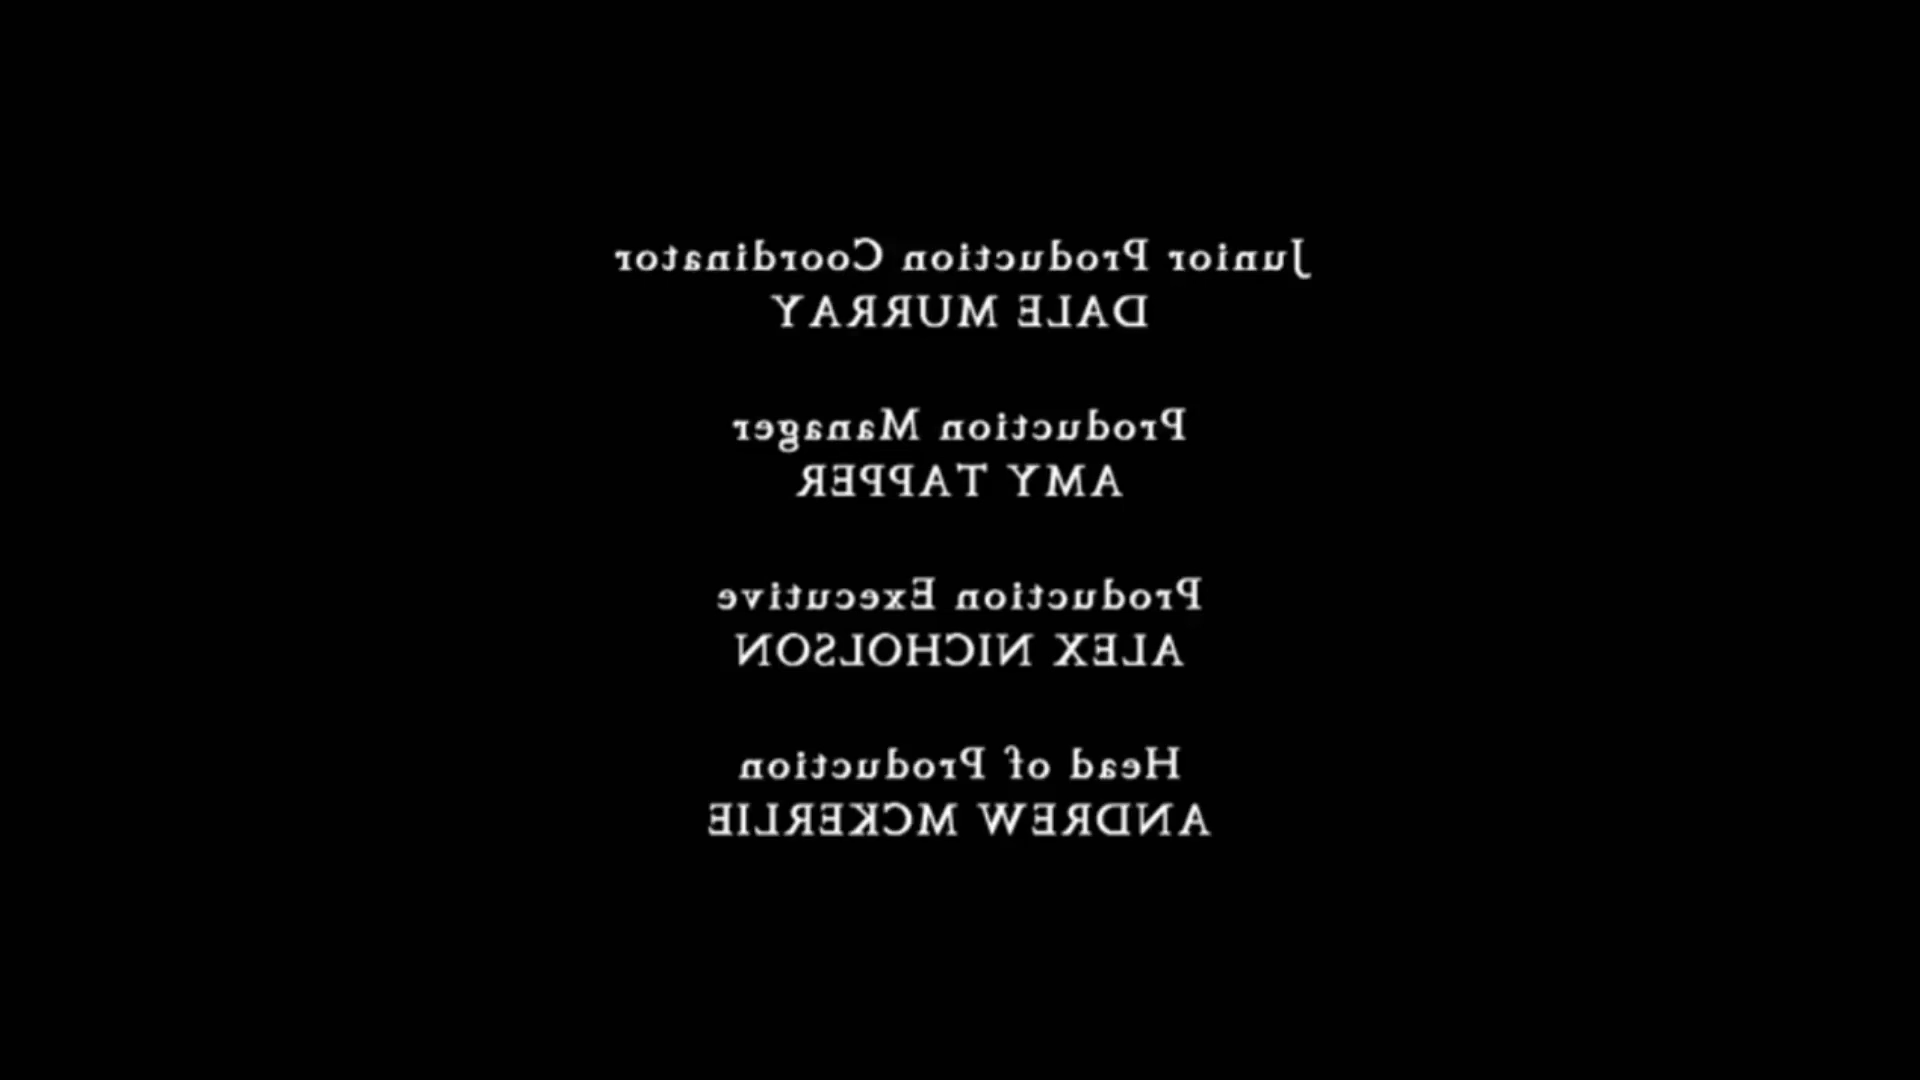 Junior Production Coordinator
DALE MURRAY
Production Manager
AMY TAPPER
Production Executive
ALEX NICHOLSON
Head of Production
ANDREW MCKERLIE